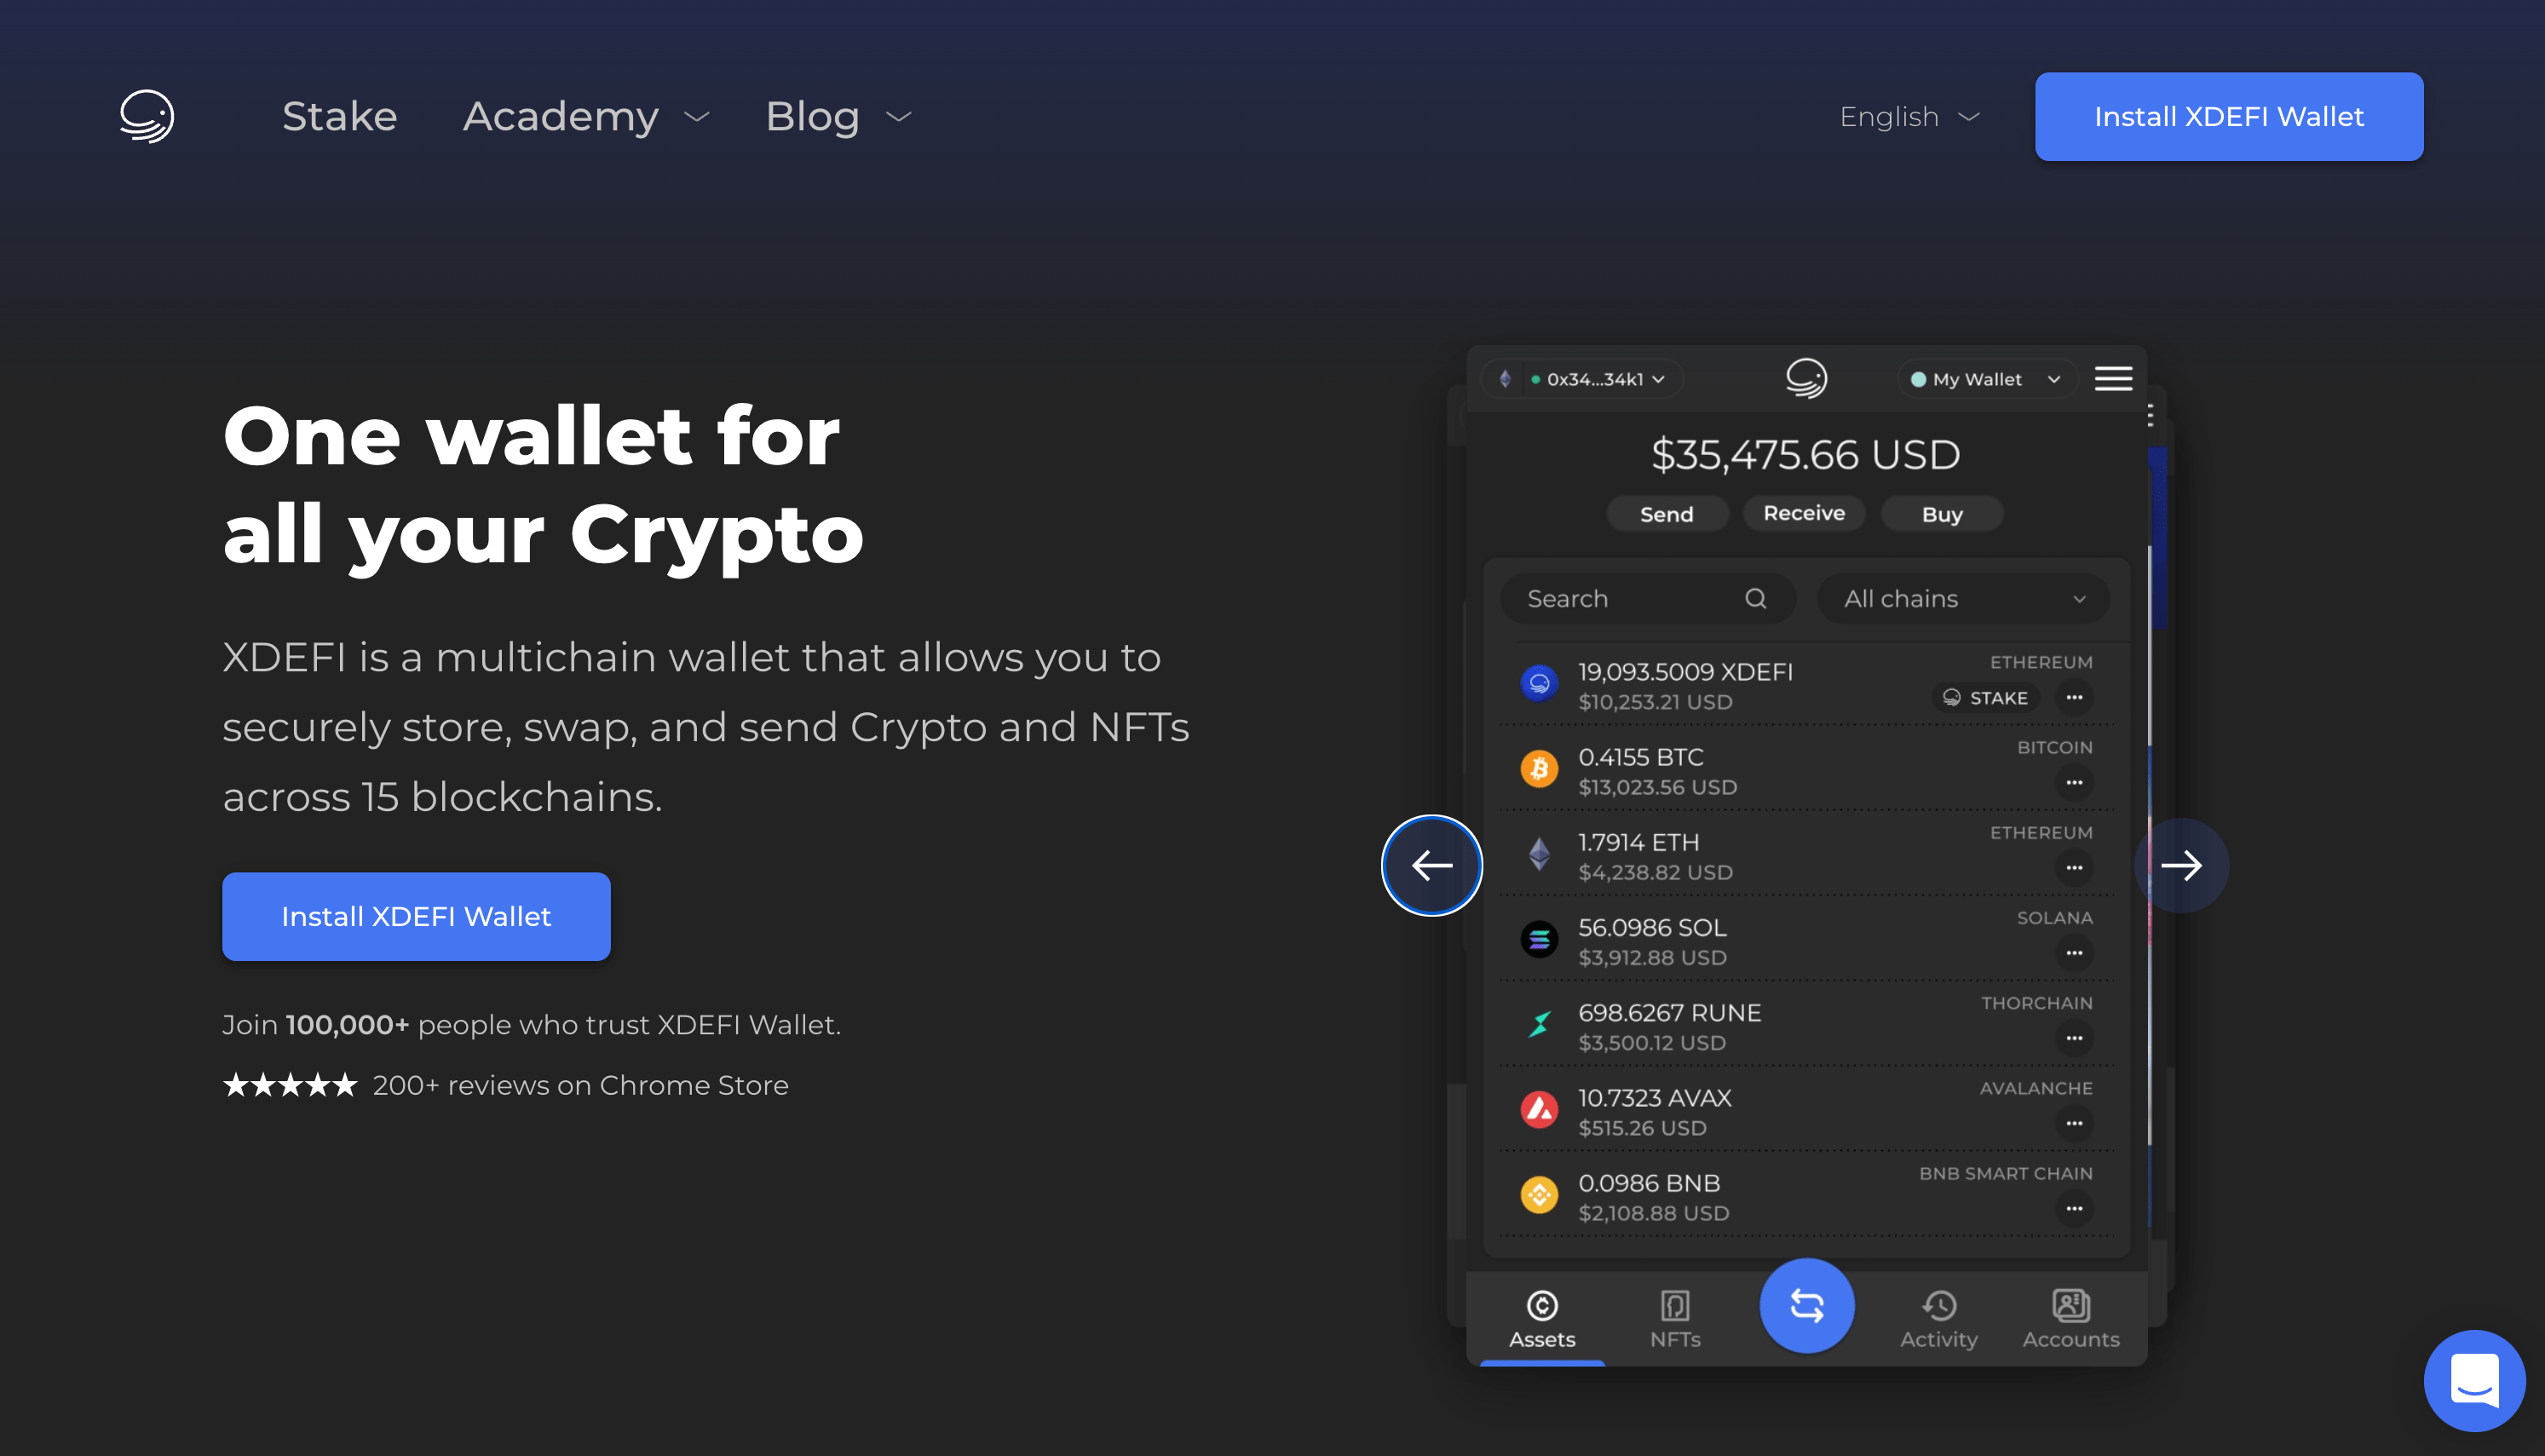 Stake
Academy
Blog
English
Install XDEFI Wallet
One wallet for
all your Crypto
XDEFI is a multichain wallet that allows you to
securely store, swap, and send Crypto and NFTs
across 15 blockchains.
Install XDEFI Wallet
Join 100,000+ people who trust XDEFI Wallet.
★★★★★ 200+ reviews on Chrome Store
0x34...34k1
My Wallet
$35,475.66 USD
Send
Receive
Buy
Search
All chains
19,093.5009 XDEFI
ETHEREUM
$10,253.21 USD
STAKE
0.4155 BTC
BITCOIN
$13,023.56 USD
1.7914 ETH
ETHEREUM
$4,238.82 USD
56.0986 SOL
SOLANA
$3,912.88 USD
698.6267 RUNE
THORCHAIN
$3,500.12 USD
10.7323 AVAX
AVALANCHE
$515.26 USD
0.0986 BNB
BNB SMART CHAIN
$2,108.88 USD
Assets
NFTs
Activity
Accounts